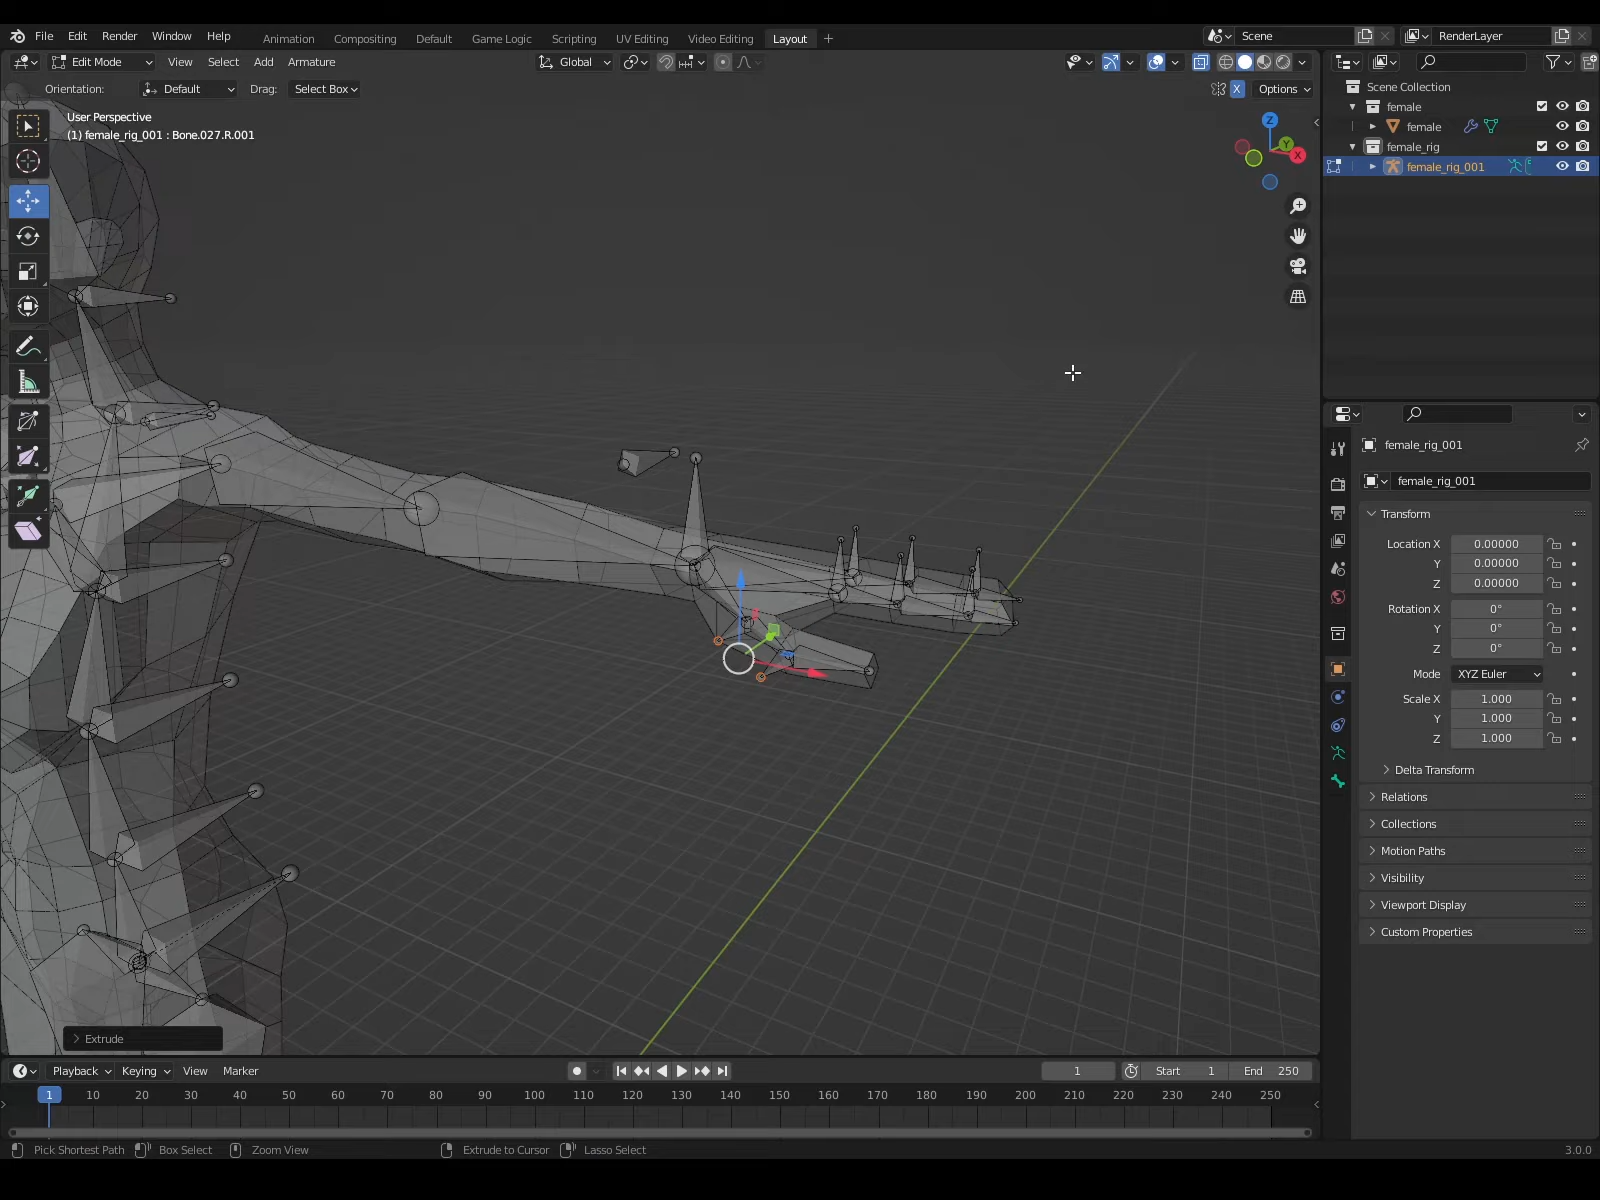 File Edit Render Window Help Animation Compositing Default Game Logic Scripting UV Editing Video Editing Layout + Scene RenderLayer
Edit Mode View Select Add Armature Global
Orientation: Default Drag: Select Box X Options
User Perspective
(1) female_rig_001 : Bone.027.R.001
Z
Y
X
Scene Collection
female
female
female_rig
female_rig_001
female_rig_001
female_rig_001
Transform
Location X 0.00000
Y 0.00000
Z 0.00000
Rotation X 0°
Y 0°
Z 0°
Mode XYZ Euler
Scale X 1.000
Y 1.000
Z 1.000
Delta Transform
Relations
Collections
Motion Paths
Visibility
Viewport Display
Custom Properties
Extrude
Playback Keying View Marker 1 Start 1 End 250
1 10 20 30 40 50 60 70 80 90 100 110 120 130 140 150 160 170 180 190 200 210 220 230 240 250
Pick Shortest Path Box Select Zoom View Extrude to Cursor Lasso Select 3.0.0